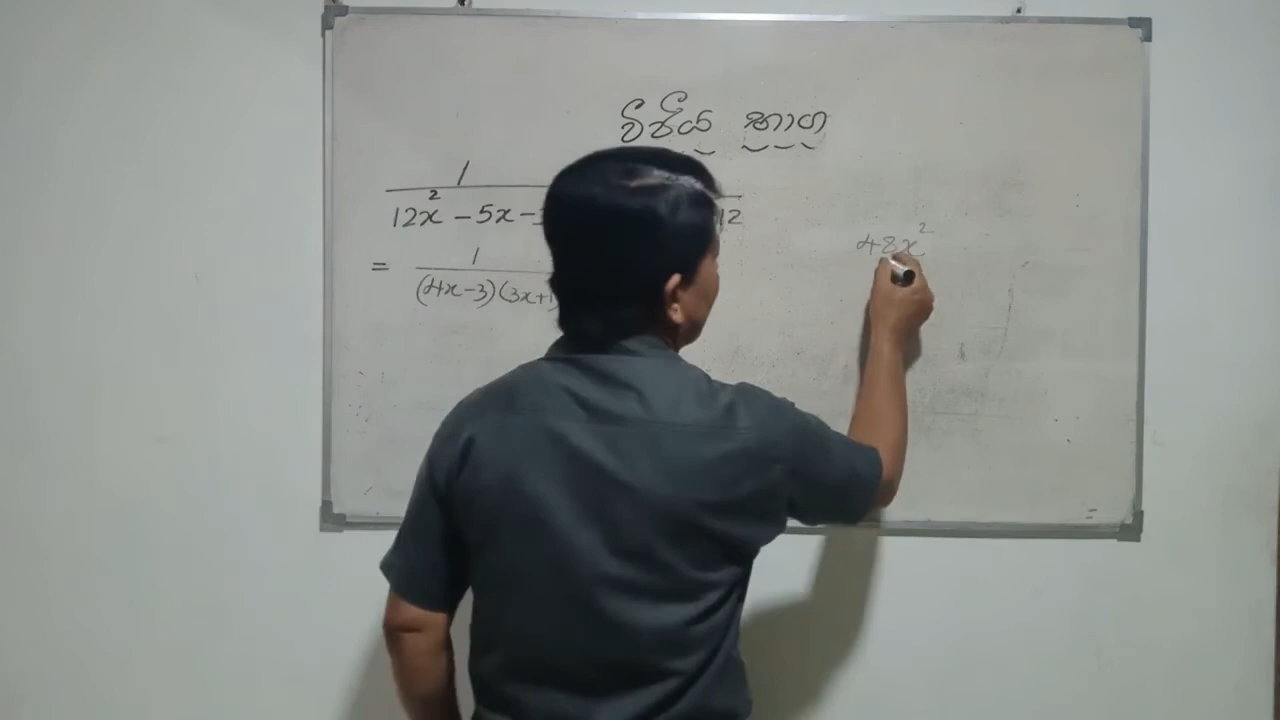 වීජීය භාග
1
12x² - 5x -
12
48x²
= 1
(4x-3)(3x+1)